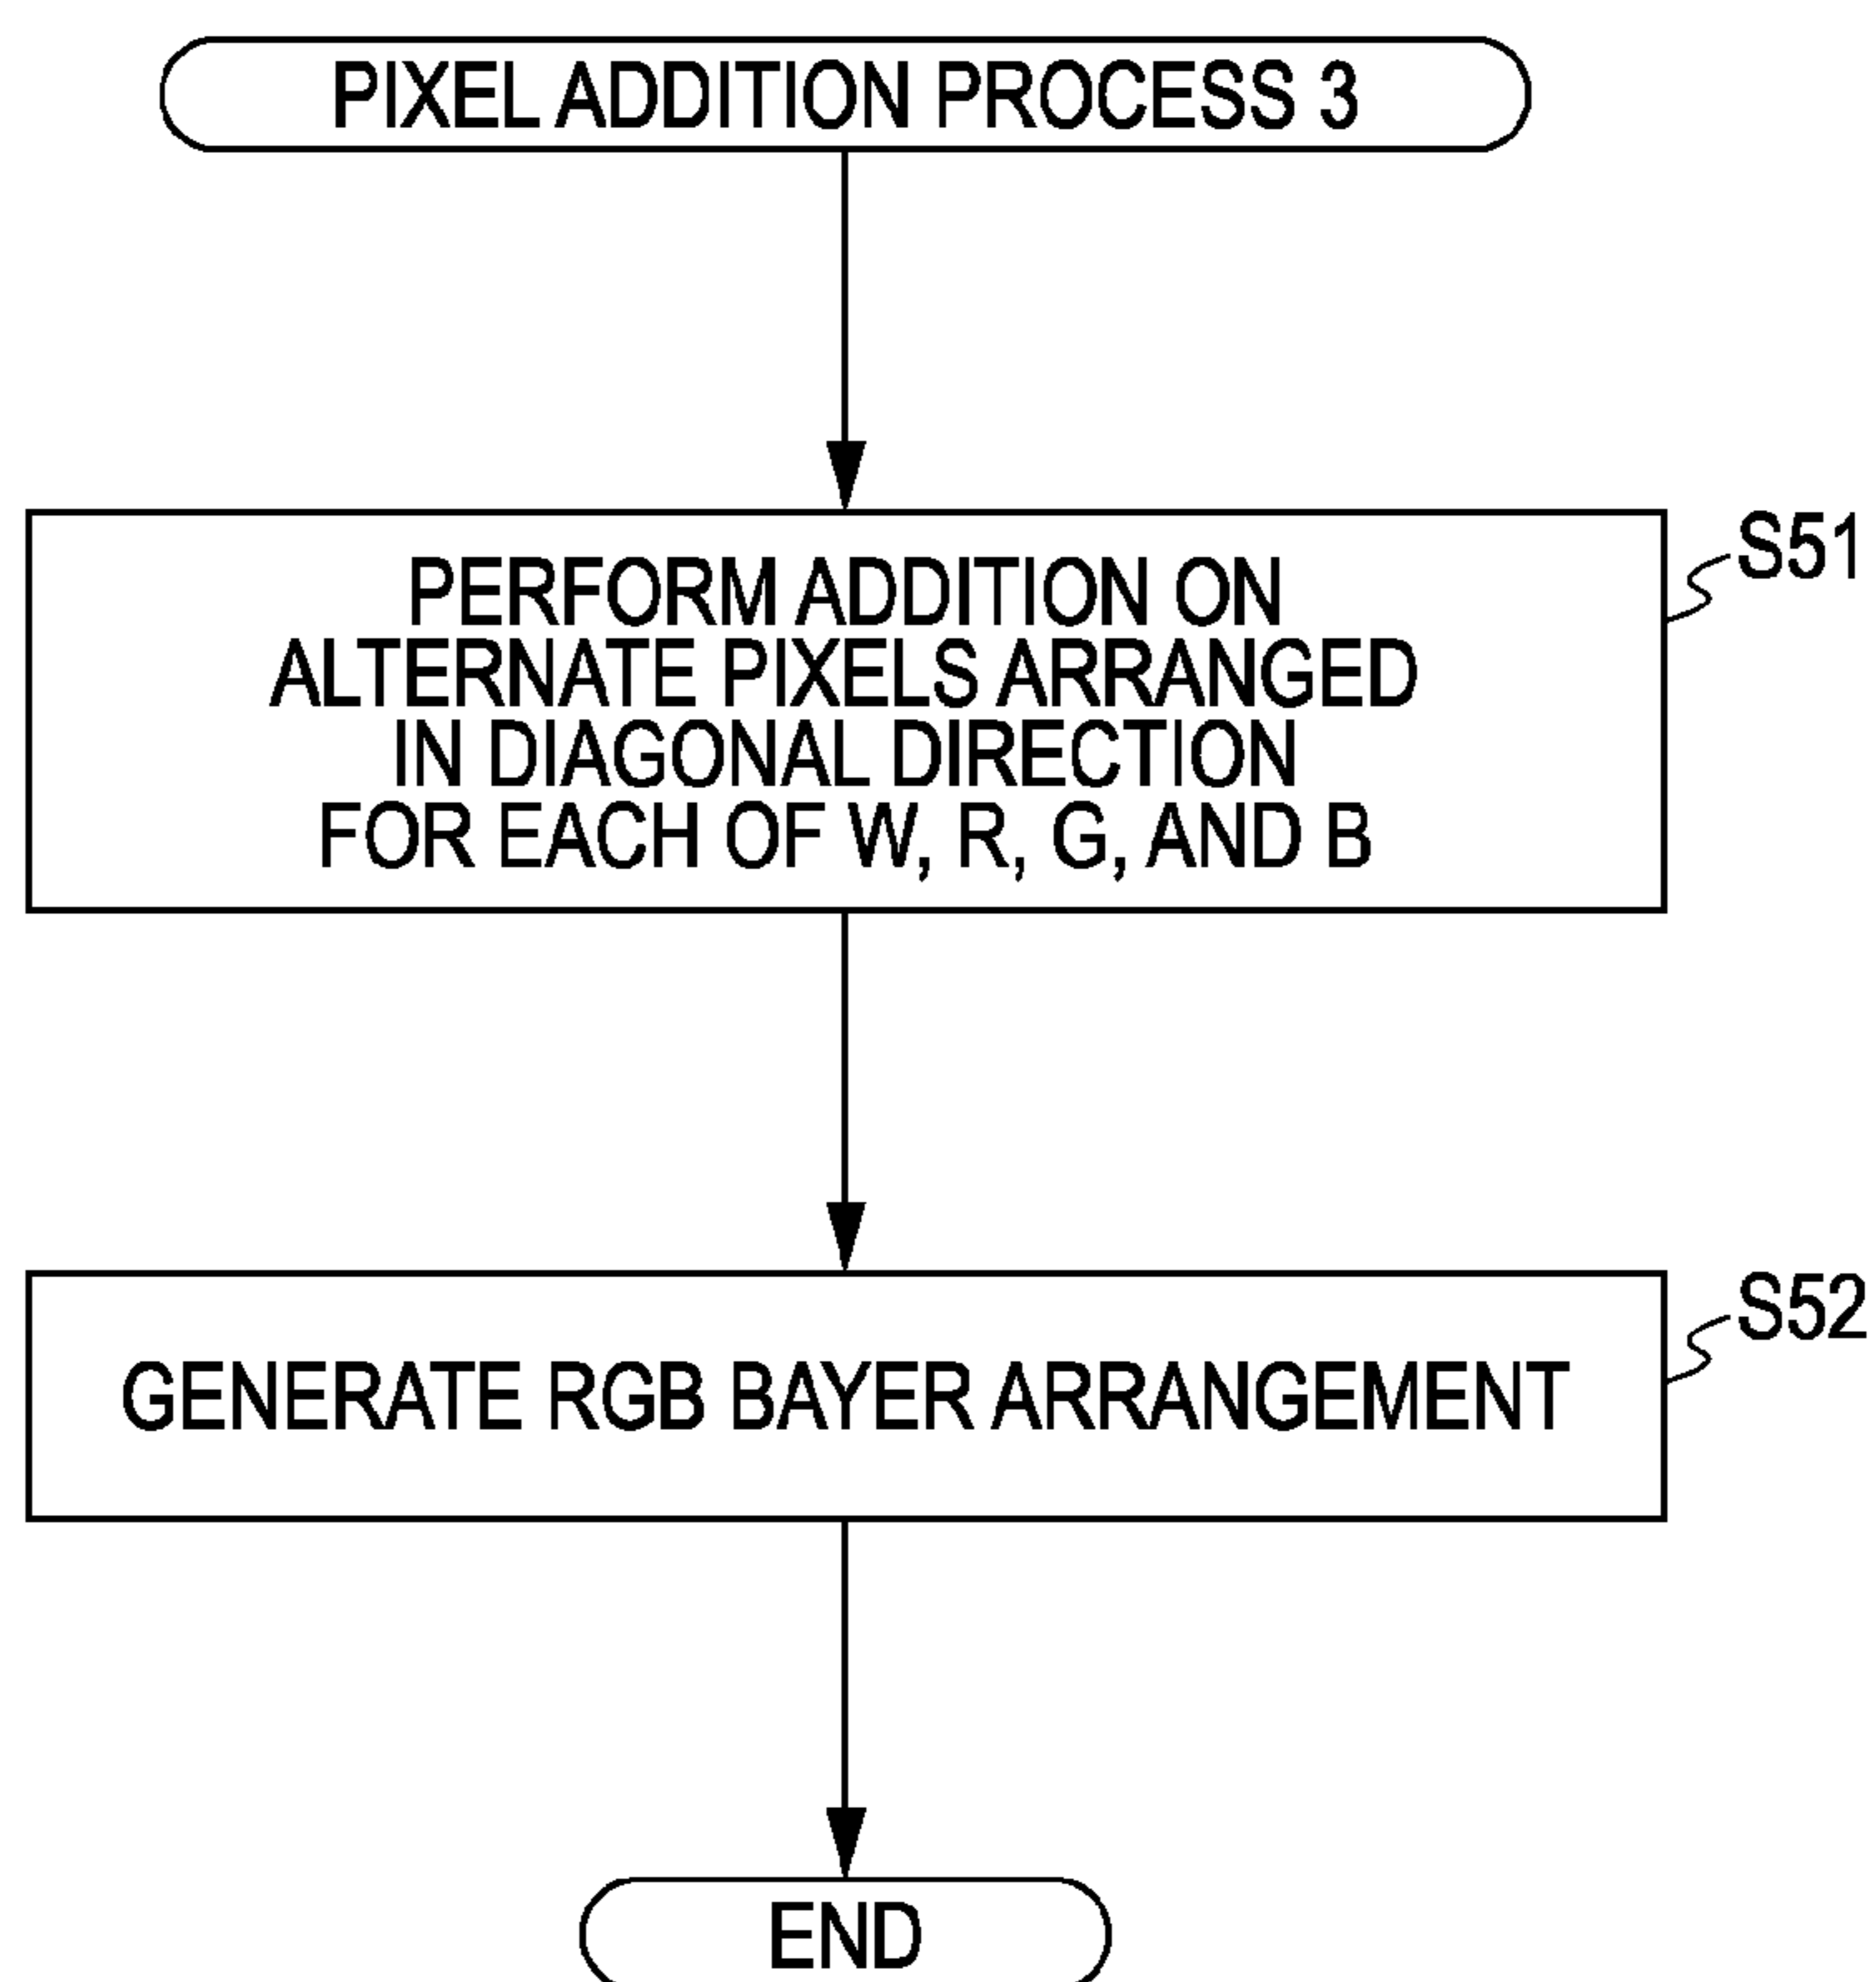 PIXEL ADDITION PROCESS 3
PERFORM ADDITION ON
ALTERNATE PIXELS ARRANGED
IN DIAGONAL DIRECTION
FOR EACH OF W, R, G, AND B
S51
GENERATE RGB BAYER ARRANGEMENT
S52
END